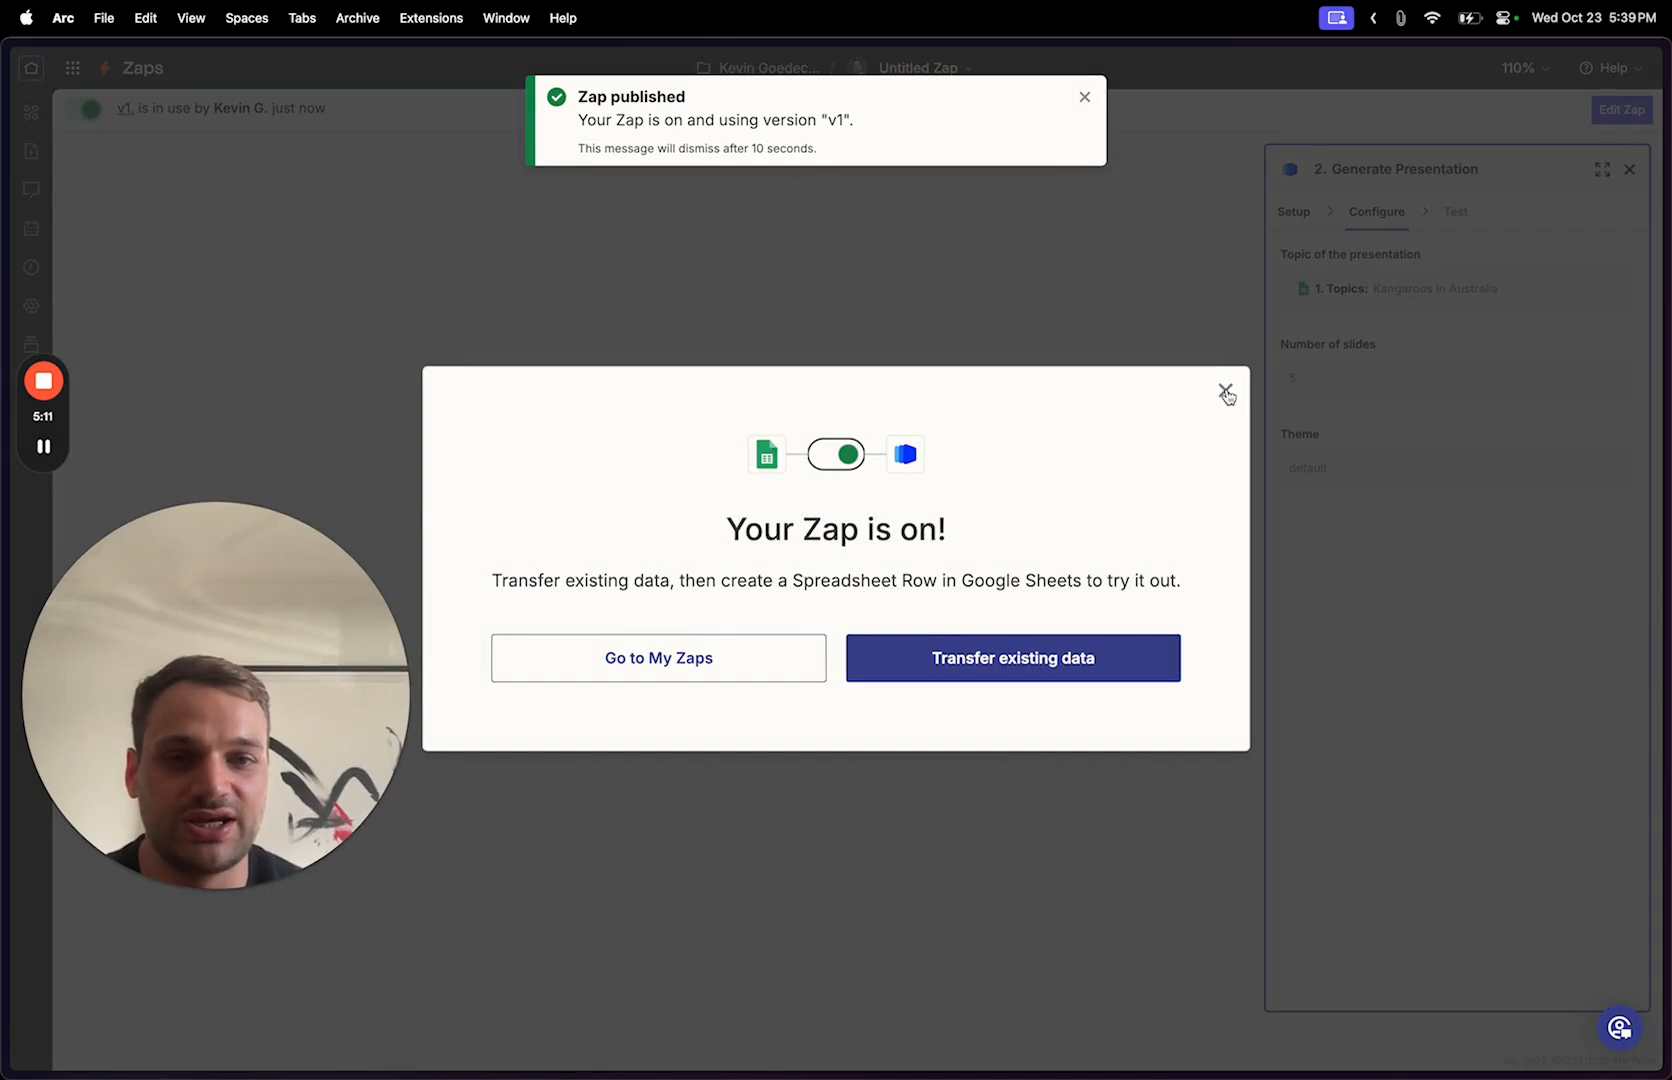 Arc File Edit View Spaces Tabs Archive Extensions Window Help Wed Oct 23 5:39 PM
Zaps Kevin Goedec... / Untitled Zap 110% Help
v1, is in use by Kevin G. just now
Edit Zap
Zap published
Your Zap is on and using version "v1".
This message will dismiss after 10 seconds.
2. Generate Presentation
Setup Configure Test
Topic of the presentation
1. Topics: Kangaroos in Australia
Number of slides
5
Theme
default
5:11
Your Zap is on!
Transfer existing data, then create a Spreadsheet Row in Google Sheets to try it out.
Go to My Zaps
Transfer existing data